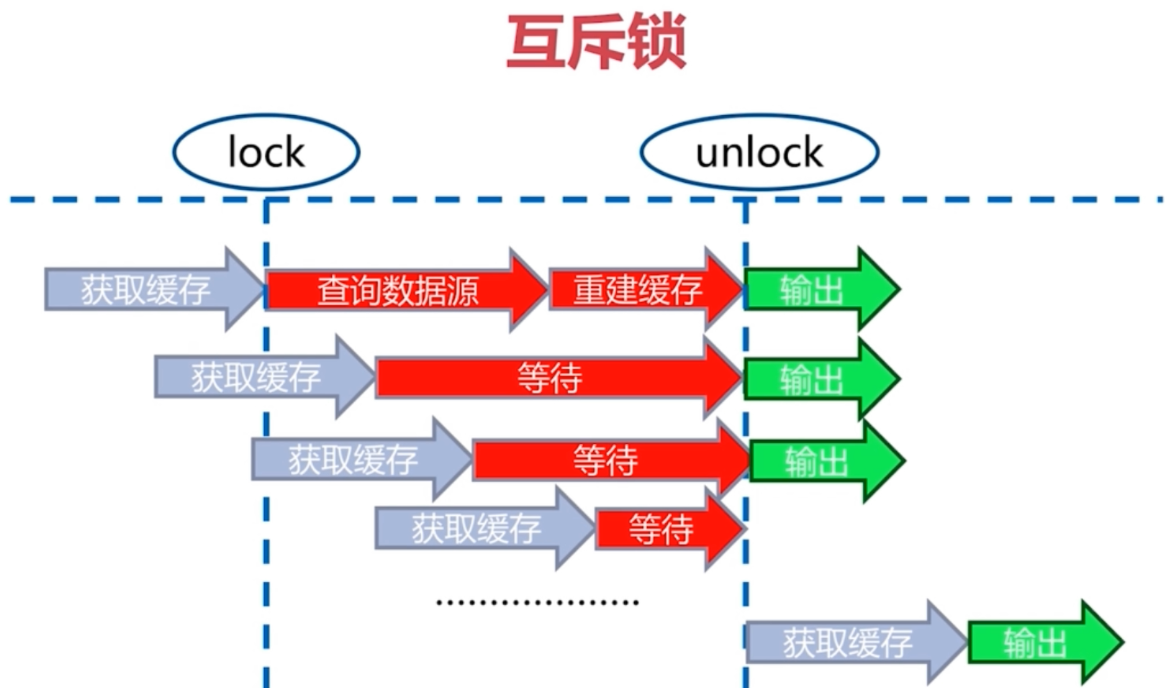 互斥锁
lock unlock
获取缓存 查询数据源 重建缓存 输出
获取缓存 等待 输出
获取缓存 等待 输出
获取缓存 等待
...................
获取缓存 输出